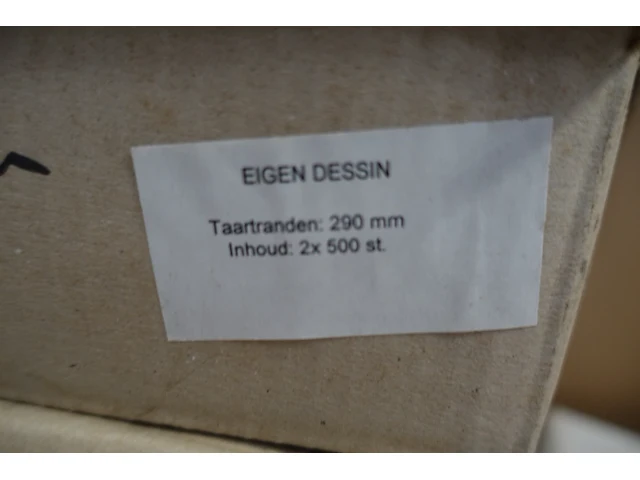 EIGEN DESSIN
Taartranden: 290 mm
Inhoud: 2x 500 st.